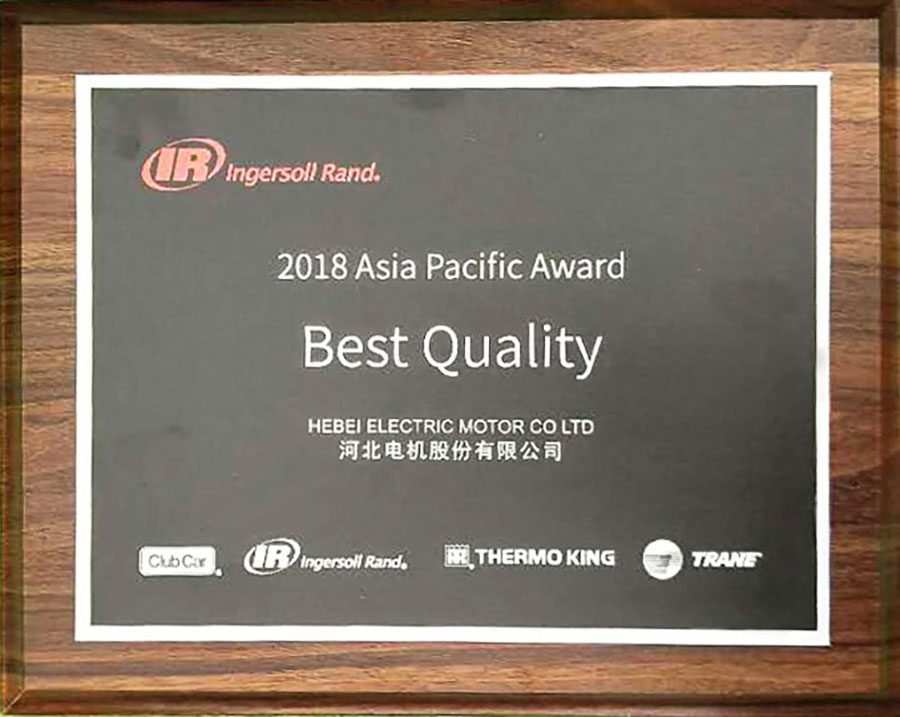 IR Ingersoll Rand®
2018 Asia Pacific Award
Best Quality
HEBEI ELECTRIC MOTOR CO LTD
河北电机股份有限公司
Club Car® IR Ingersoll Rand® THERMO KING TRANE